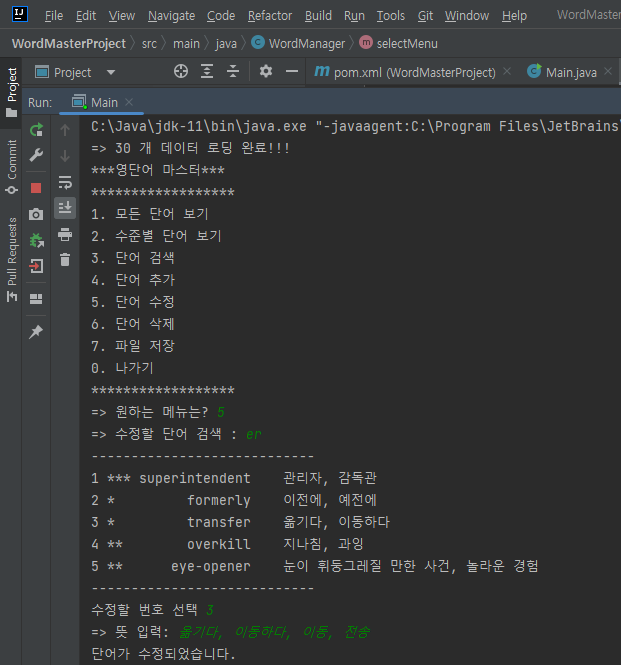 IJ File Edit View Navigate Code Refactor Build Run Tools Git Window Help WordMaster
WordMasterProject > src > main > java > WordManager > selectMenu
Project
Project
pom.xml (WordMasterProject)
Main.java
Run: Main
Commit
Pull Requests
C:\Java\jdk-11\bin\java.exe "-javaagent:C:\Program Files\JetBrains\
=> 30 개 데이터 로딩 완료!!!
***영단어 마스터***
******************
1. 모든 단어 보기
2. 수준별 단어 보기
3. 단어 검색
4. 단어 추가
5. 단어 수정
6. 단어 삭제
7. 파일 저장
0. 나가기
******************
=> 원하는 메뉴는? 5
=> 수정할 단어 검색 : er
----------------------------
1 *** superintendent 관리자, 감독관
2 * formerly 이전에, 예전에
3 * transfer 옮기다, 이동하다
4 ** overkill 지나침, 과잉
5 ** eye-opener 눈이 휘둥그레질 만한 사건, 놀라운 경험
----------------------------
수정할 번호 선택 3
=> 뜻 입력: 옮기다, 이동하다, 이동, 전송
단어가 수정되었습니다.